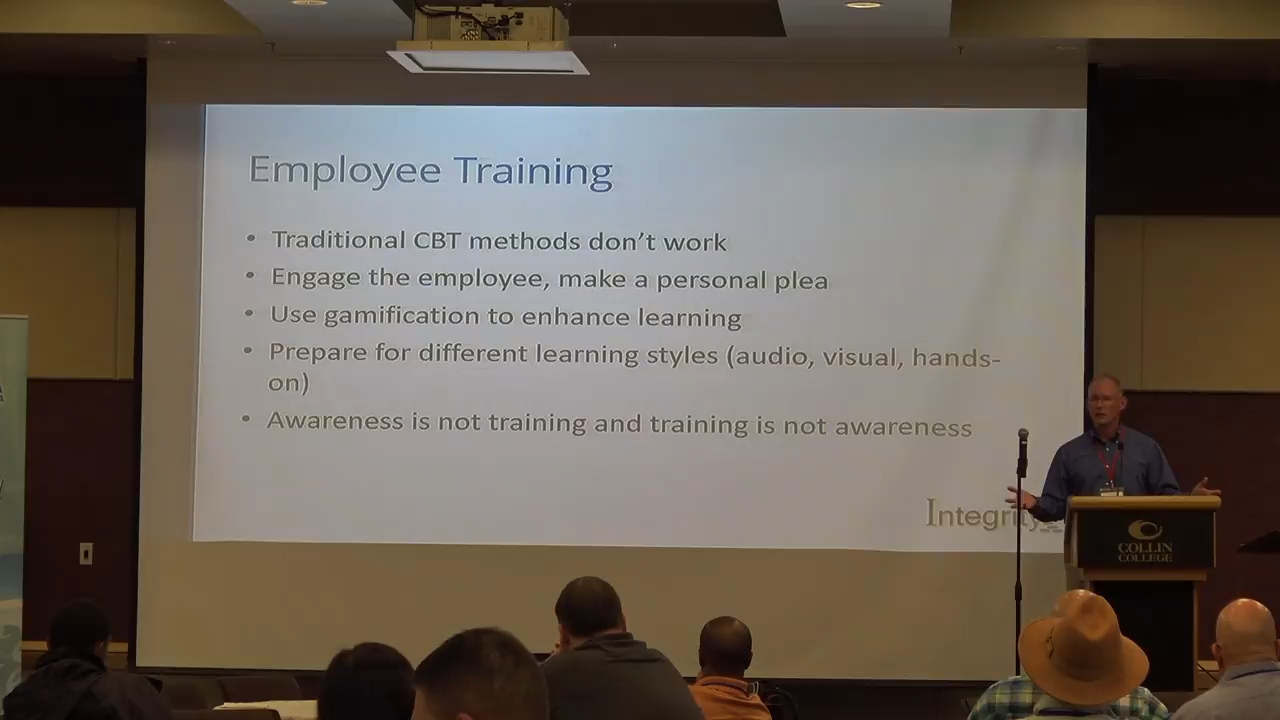 Employee Training
• Traditional CBT methods don't work
• Engage the employee, make a personal plea
• Use gamification to enhance learning
• Prepare for different learning styles (audio, visual, hands-
on)
• Awareness is not training and training is not awareness
Integrity
COLLIN
COLLEGE